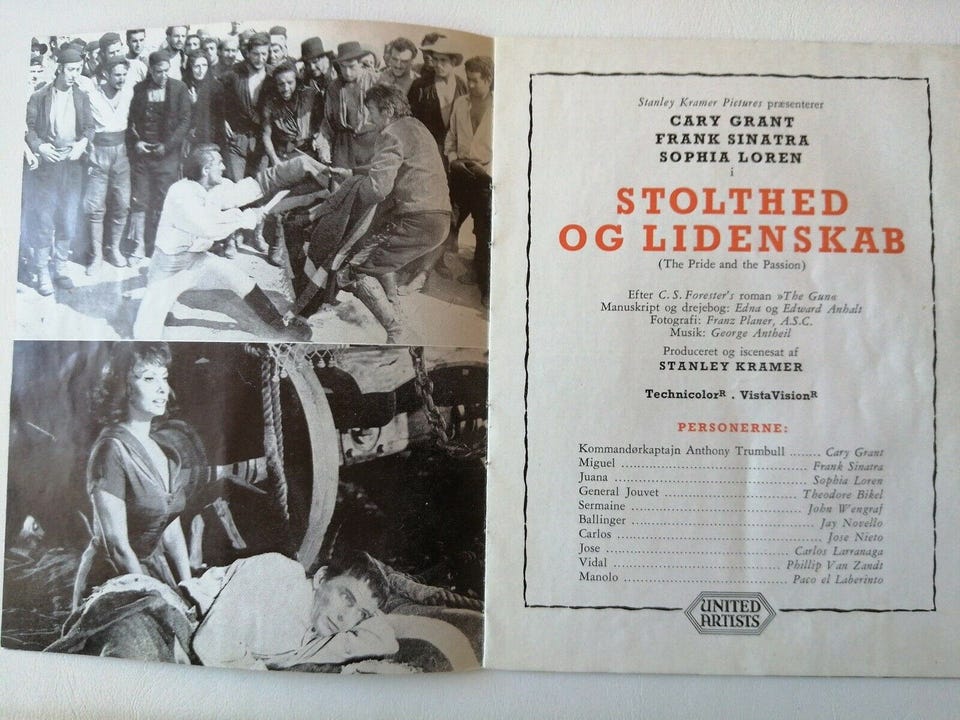 Stanley Kramer Pictures præsenterer
CARY GRANT
FRANK SINATRA
SOPHIA LOREN
i
STOLTHED
OG LIDENSKAB
(The Pride and the Passion)
Efter C. S. Forester's roman »The Gun«
Manuskript og drejebog: Edna og Edward Anhalt
Fotografi: Franz Planer, A.S.C.
Musik: George Antheil
Produceret og iscenesat af
STANLEY KRAMER
Technicolorᴿ . VistaVisionᴿ
PERSONERNE:
Kommandørkaptajn Anthony Trumbull ........ Cary Grant
Miguel ........ Frank Sinatra
Juana ........ Sophia Loren
General Jouvet ........ Theodore Bikel
Sermaine ........ John Wengraf
Ballinger ........ Jay Novello
Carlos ........ Jose Nieto
Jose ........ Carlos Larranaga
Vidal ........ Phillip Van Zandt
Manolo ........ Paco el Laberinto
UNITED
ARTISTS